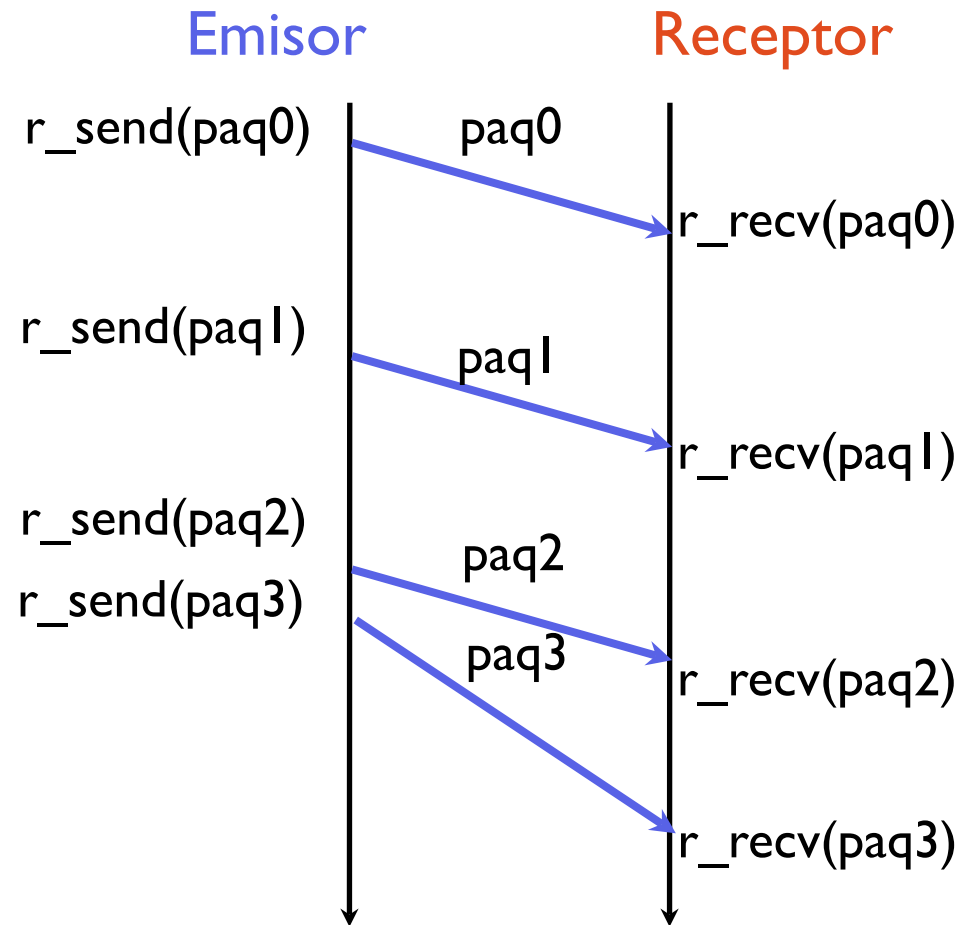 Emisor
Receptor
r_send(paq0)
paq0
r_recv(paq0)
r_send(paq1)
paq1
r_recv(paq1)
r_send(paq2)
paq2
r_send(paq3)
paq3
r_recv(paq2)
r_recv(paq3)